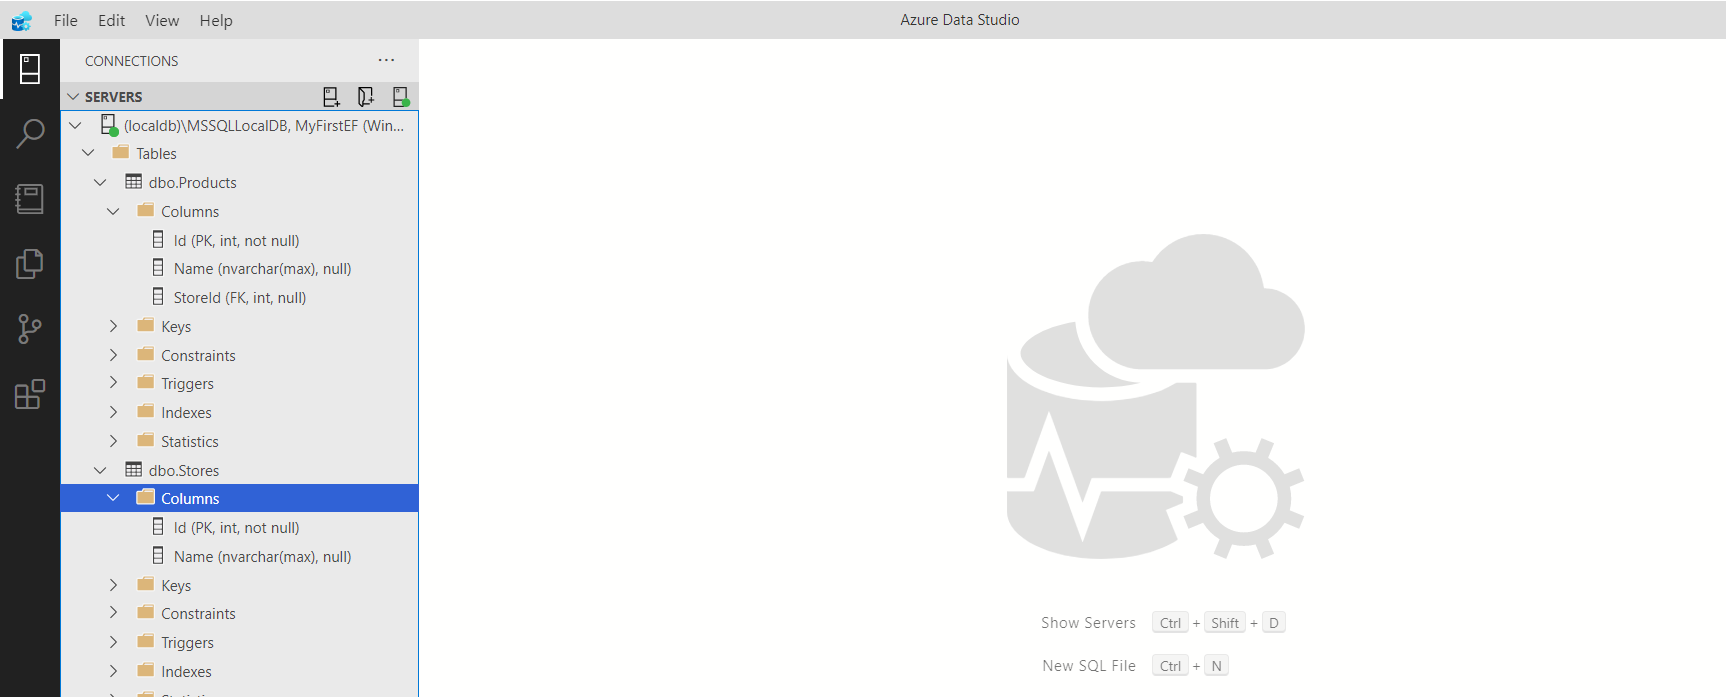 File Edit View Help
Azure Data Studio
CONNECTIONS
SERVERS
(localdb)\MSSQLLocalDB, MyFirstEF (Win...
Tables
dbo.Products
Columns
Id (PK, int, not null)
Name (nvarchar(max), null)
StoreId (FK, int, null)
Keys
Constraints
Triggers
Indexes
Statistics
dbo.Stores
Columns
Id (PK, int, not null)
Name (nvarchar(max), null)
Keys
Constraints
Triggers
Indexes
Show Servers Ctrl + Shift + D
New SQL File Ctrl + N